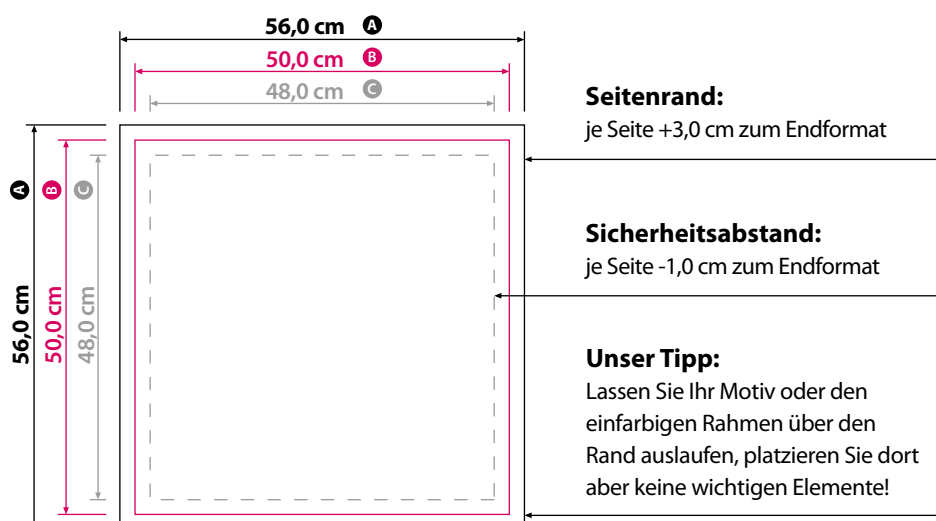 56,0 cm A
50,0 cm B
48,0 cm C
56,0 cm A
50,0 cm B
48,0 cm C
Seitenrand:
je Seite +3,0 cm zum Endformat
Sicherheitsabstand:
je Seite -1,0 cm zum Endformat
Unser Tipp:
Lassen Sie Ihr Motiv oder den
einfarbigen Rahmen über den
Rand auslaufen, platzieren Sie dort
aber keine wichtigen Elemente!